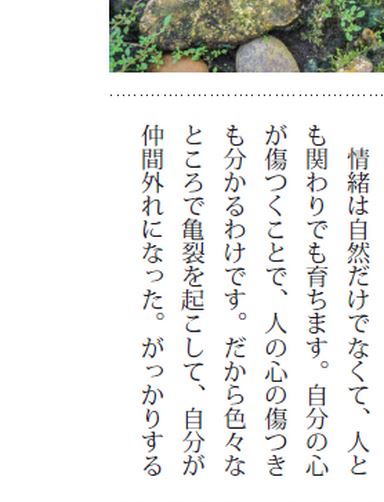 情緒は自然だけでなくて、人と
も関わりでも育ちます。自分の心
が傷つくことで、人の心の傷つき
も分かるわけです。だから色々な
ところで亀裂を起こして、自分が
仲間外れになった。がっかりする